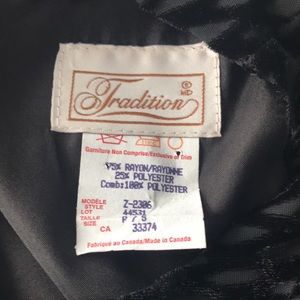 Tradition
MD
Garniture Non Comprise/Exclusive of Trim
75% RAYON/RAYONNE
25% POLYESTER
Comb:100% POLYESTER
MODÈLE
STYLE Z-2306
LOT 44531
TAILLE
SIZE P / S
CA 33374
Fabriqué au Canada/Made in Canada